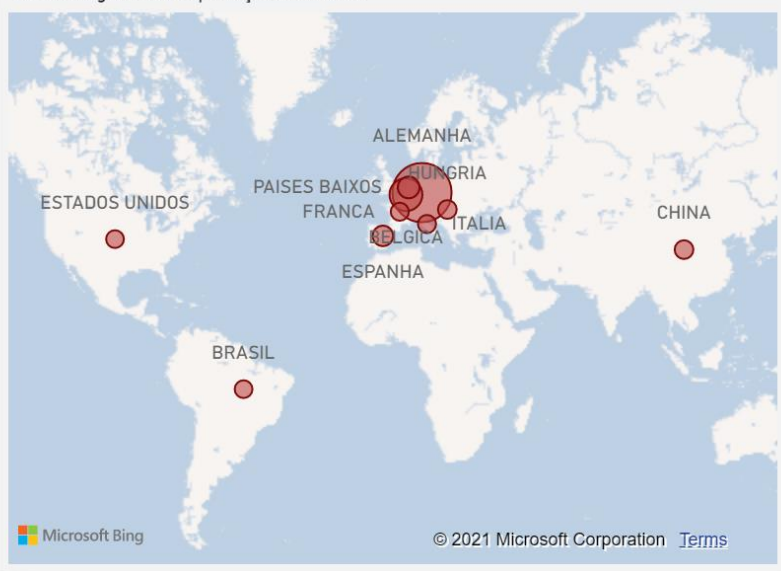 ALEMANHA
HUNGRIA
PAISES BAIXOS
ESTADOS UNIDOS
FRANCA
CHINA
ITALIA
BELGICA
ESPANHA
BRASIL
Microsoft Bing
© 2021 Microsoft Corporation Terms